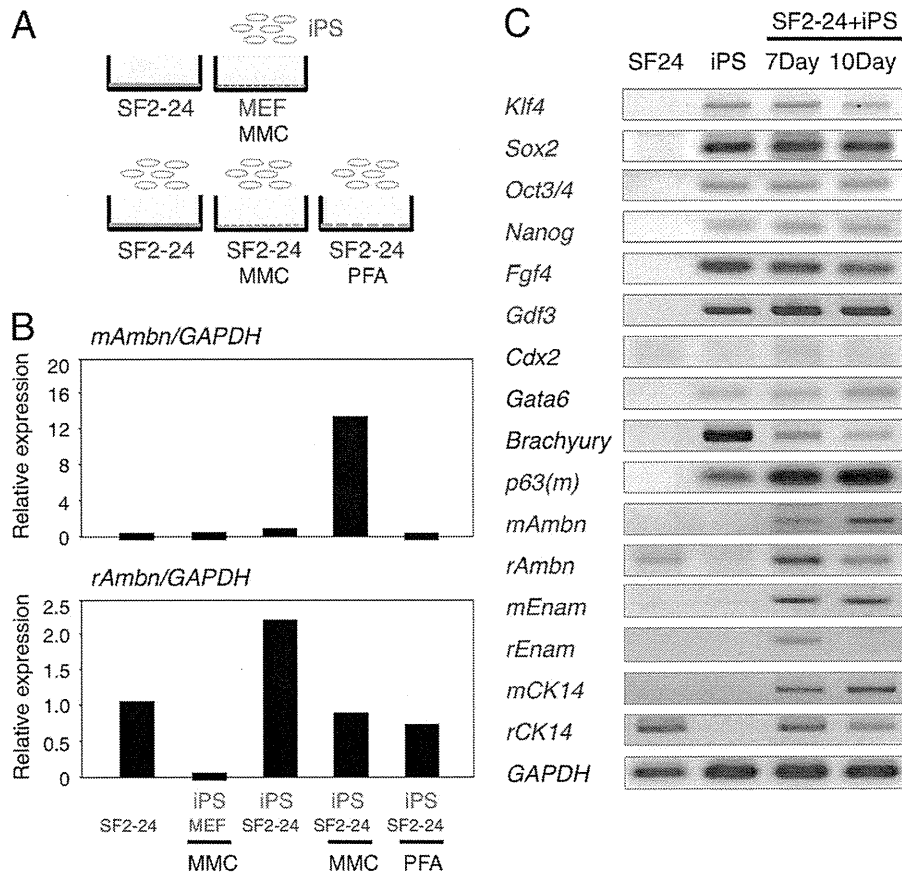 A
iPS
SF2-24
MEF
MMC
SF2-24
SF2-24
MMC
SF2-24
PFA
B
mAmbn/GAPDH
Relative expression
20
16
12
8
4
0
rAmbn/GAPDH
Relative expression
2.5
2.0
1.5
1.0
0.5
0
SF2-24
iPS
MEF
MMC
iPS
SF2-24
iPS
SF2-24
MMC
iPS
SF2-24
PFA
C
SF2-24+iPS
SF24 iPS 7Day 10Day
Klf4
Sox2
Oct3/4
Nanog
Fgf4
Gdf3
Cdx2
Gata6
Brachyury
p63(m)
mAmbn
rAmbn
mEnam
rEnam
mCK14
rCK14
GAPDH